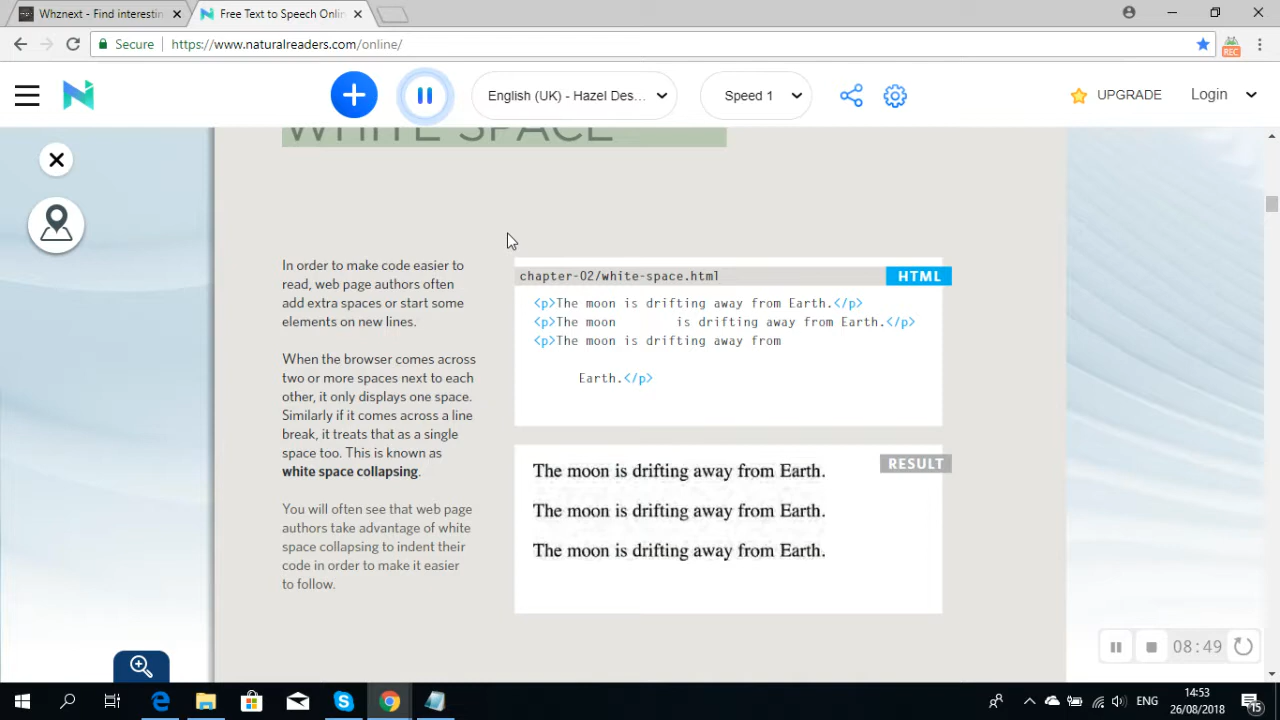 Whznext - Find interestin
Free Text to Speech Onlin
Secure
https://www.naturalreaders.com/online/
REC
English (UK) - Hazel Des...
Speed 1
UPGRADE
Login
WHITE SPACE
In order to make code easier to
read, web page authors often
add extra spaces or start some
elements on new lines.
When the browser comes across
two or more spaces next to each
other, it only displays one space.
Similarly if it comes across a line
break, it treats that as a single
space too. This is known as
white space collapsing.
You will often see that web page
authors take advantage of white
space collapsing to indent their
code in order to make it easier
to follow.
chapter-02/white-space.html
HTML
<p>The moon is drifting away from Earth.</p>
<p>The moon        is drifting away from Earth.</p>
<p>The moon is drifting away from
Earth.</p>
RESULT
The moon is drifting away from Earth.
The moon is drifting away from Earth.
The moon is drifting away from Earth.
08:49
ENG
14:53
26/08/2018
15